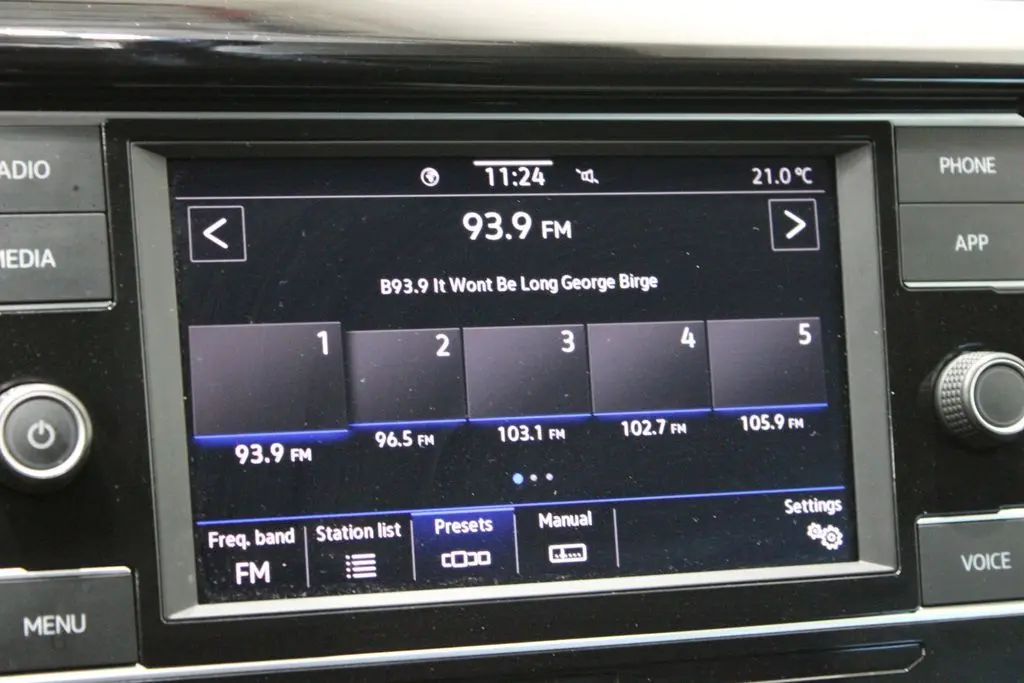 ADIO
MEDIA
MENU
11:24
21.0 °C
93.9 FM
B93.9 It Wont Be Long George Birge
1 2 3 4 5
93.9 FM 96.5 FM 103.1 FM 102.7 FM 105.9 FM
Freq. band Station list Presets Manual Settings
FM
PHONE
APP
VOICE